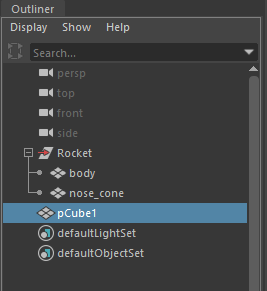 Outliner
Display Show Help
Search...
persp
top
front
side
Rocket
body
nose_cone
pCube1
defaultLightSet
defaultObjectSet